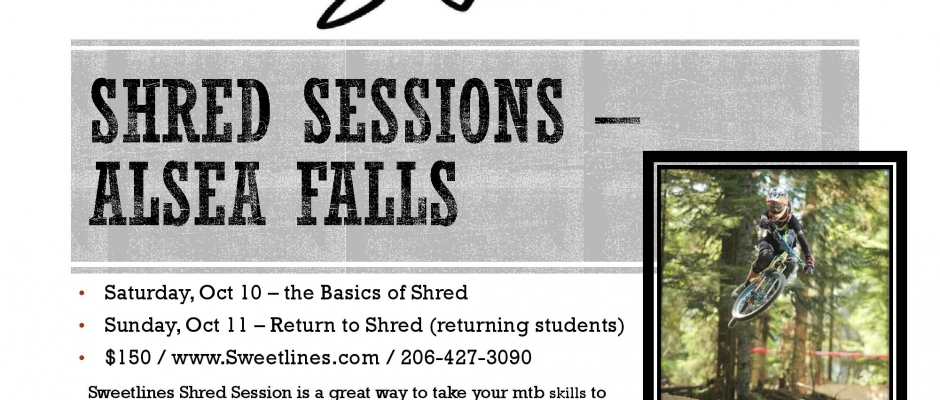 SHRED SESSIONS —
ALSEA FALLS
• Saturday, Oct 10 – the Basics of Shred
• Sunday, Oct 11 – Return to Shred (returning students)
• $150 / www.Sweetlines.com / 206-427-3090
Sweetlines Shred Session is a great way to take your mtb skills to